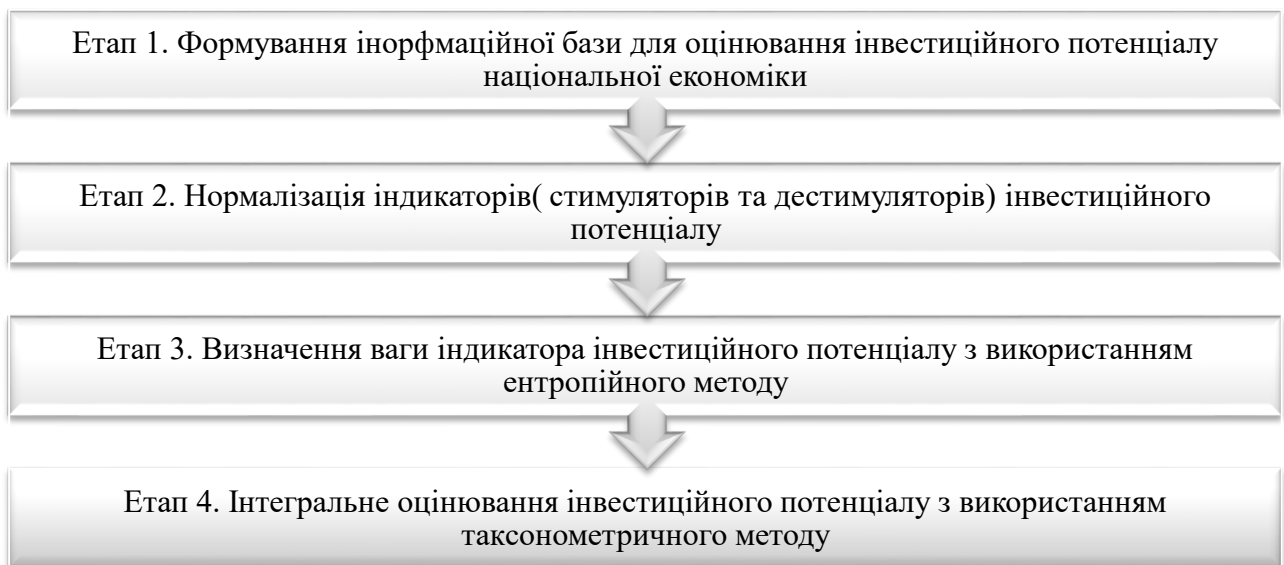 Етап 1. Формування інорфмаційної бази для оцінювання інвестиційного потенціалу
національної економіки
Етап 2. Нормалізація індикаторів( стимуляторів та дестимуляторів) інвестиційного
потенціалу
Етап 3. Визначення ваги індикатора інвестиційного потенціалу з використанням
ентропійного методу
Етап 4. Інтегральне оцінювання інвестиційного потенціалу з використанням
таксонометричного методу